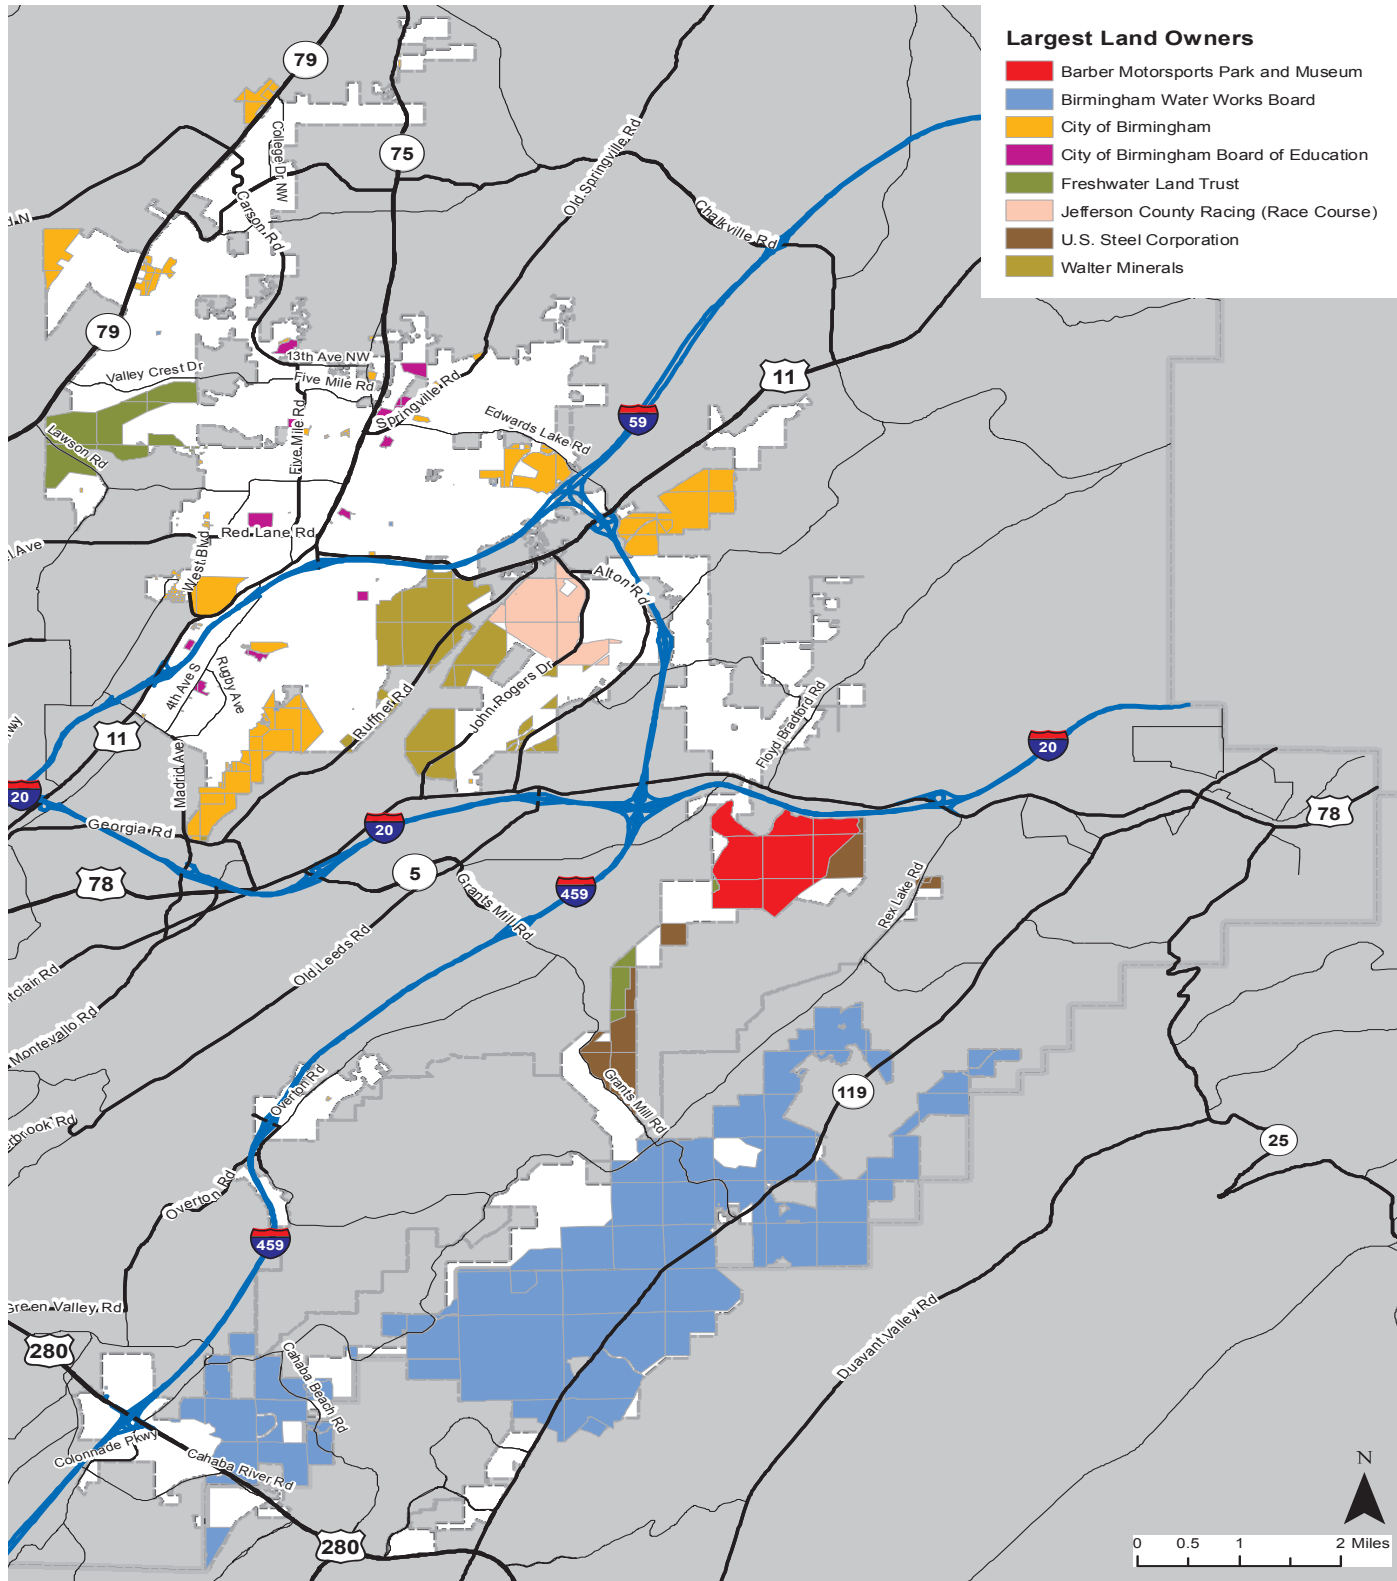 Largest Land Owners
Barber Motorsports Park and Museum
Birmingham Water Works Board
City of Birmingham
City of Birmingham Board of Education
Freshwater Land Trust
Jefferson County Racing (Race Course)
U.S. Steel Corporation
Walter Minerals
79
75
College Dr NW
Old Springville Rd
Carson Rd
Chalkville Rd
d N
79
13th Ave NW
Valley Crest Dr
Five Mile Rd
11
Springville Rd
59
Edwards Lake Rd
Five Mile Rd
Lawson Rd
Red Lane Rd
West Blvd
l Ave
Alton Rd
4th Ave S
Rugby Ave
Ruffner Rd
John Rogers Dr
Floyd Bradford Rd
wy
11
20
Madrid Ave
20
78
Georgia Rd
20
78
5
459
Grants Mill Rd
Rex Lake Rd
Old Leeds Rd
tclair Rd
Montevallo Rd
Overton Rd
Grants Mill Rd
119
erbrook Rd
25
Overton Rd
459
Green Valley Rd
280
Cahaba Beach Rd
Duavant Valley Rd
Colonnade Pkwy
Cahaba River Rd
280
N
0 0.5 1 2 Miles